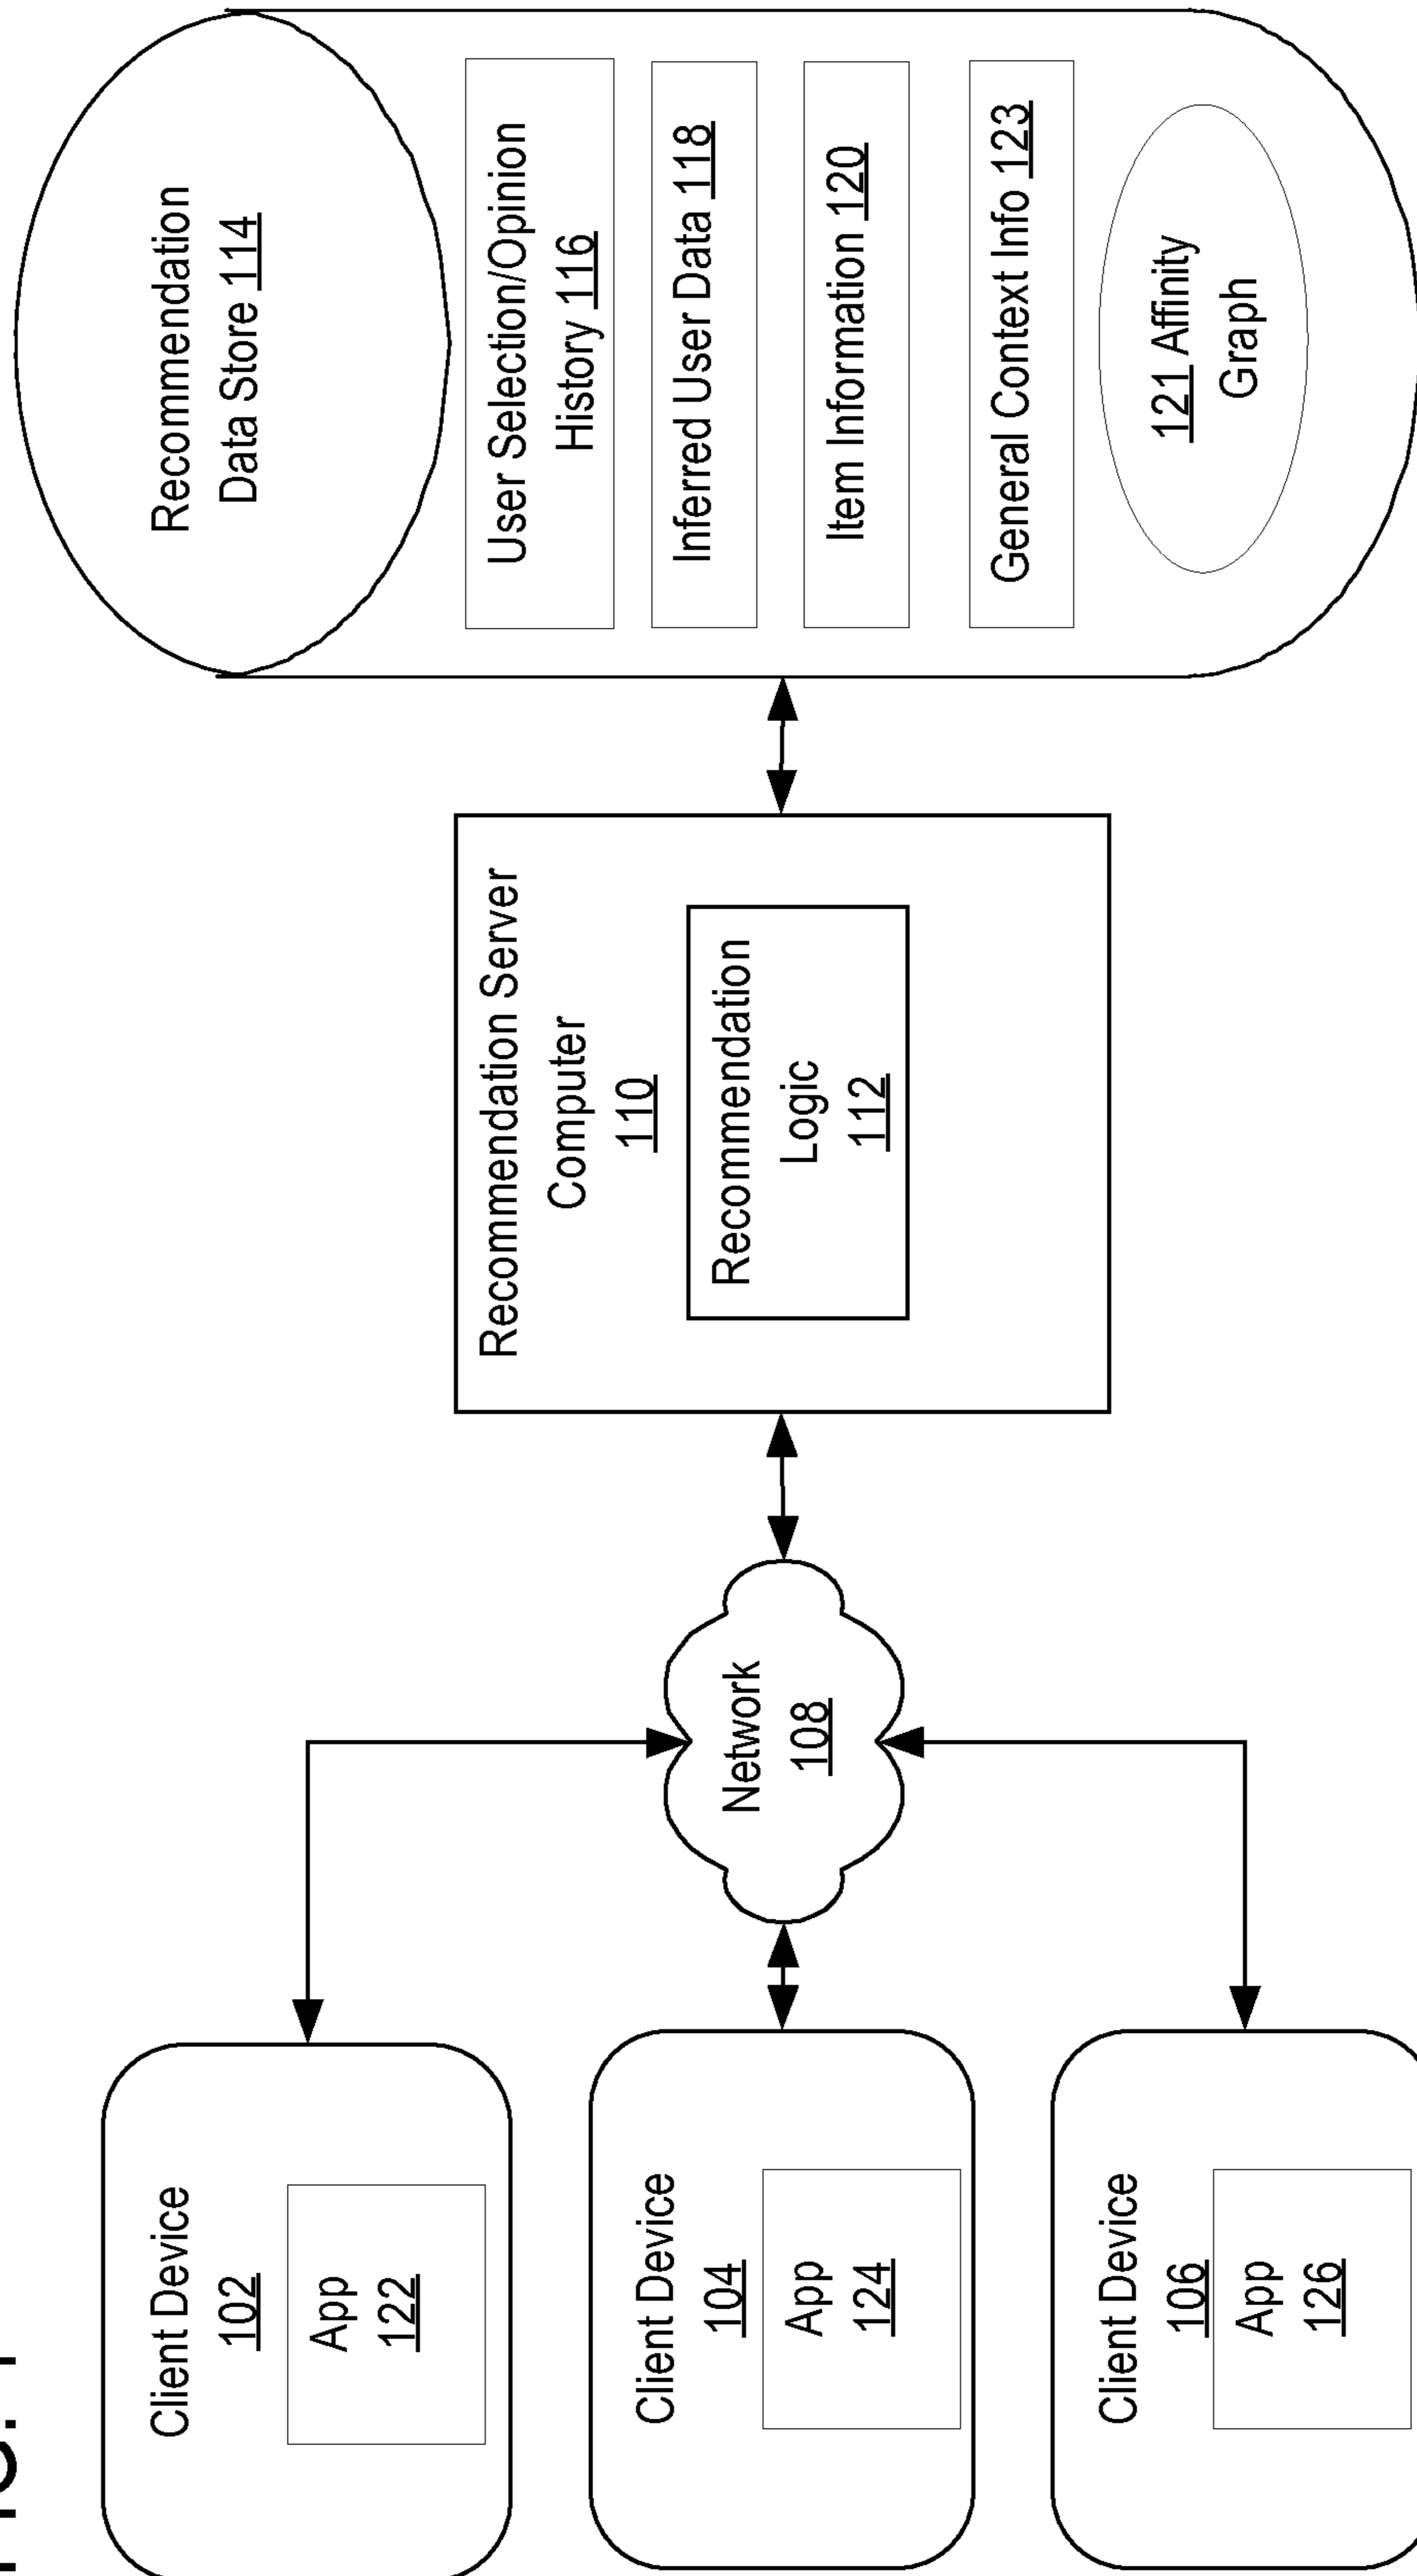 Client Device
102
App
122
Client Device
104
App
124
Client Device
106
App
126
Network
108
Recommendation Server
Computer
110
Recommendation
Logic
112
Recommendation
Data Store 114
User Selection/Opinion
History 116
Inferred User Data 118
Item Information 120
General Context Info 123
121 Affinity
Graph